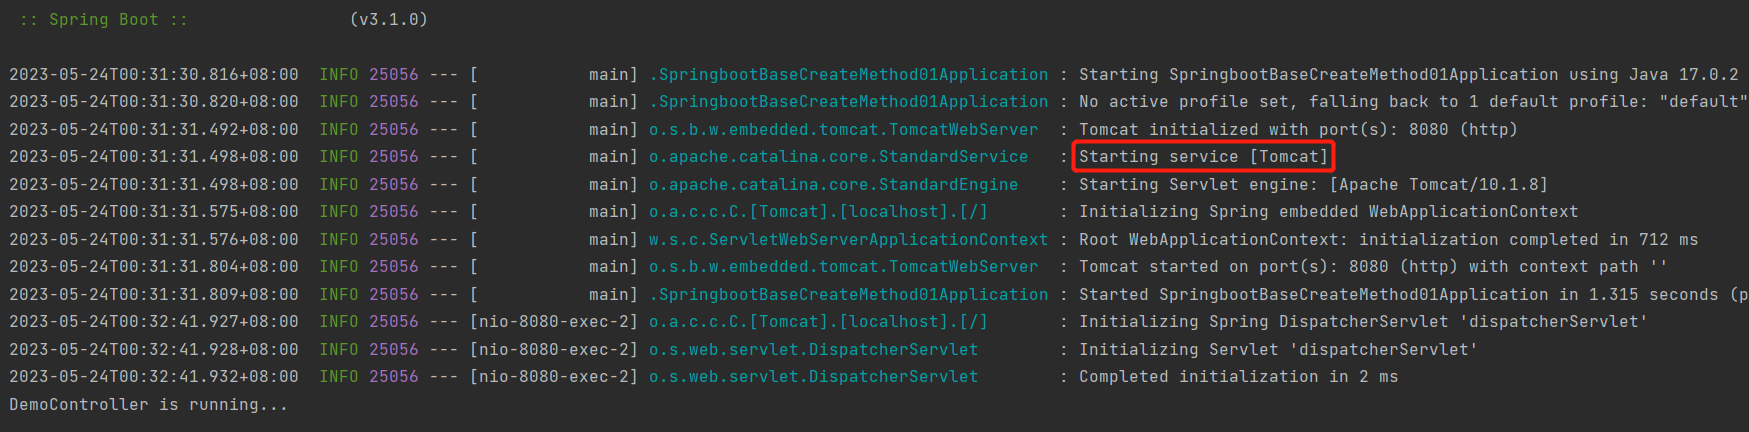 :: Spring Boot ::                (v3.1.0)
2023-05-24T00:31:30.816+08:00  INFO 25056 --- [           main] .SpringbootBaseCreateMethod01Application : Starting SpringbootBaseCreateMethod01Application using Java 17.0.2
2023-05-24T00:31:30.820+08:00  INFO 25056 --- [           main] .SpringbootBaseCreateMethod01Application : No active profile set, falling back to 1 default profile: "default"
2023-05-24T00:31:31.492+08:00  INFO 25056 --- [           main] o.s.b.w.embedded.tomcat.TomcatWebServer  : Tomcat initialized with port(s): 8080 (http)
2023-05-24T00:31:31.498+08:00  INFO 25056 --- [           main] o.apache.catalina.core.StandardService   : Starting service [Tomcat]
2023-05-24T00:31:31.498+08:00  INFO 25056 --- [           main] o.apache.catalina.core.StandardEngine    : Starting Servlet engine: [Apache Tomcat/10.1.8]
2023-05-24T00:31:31.575+08:00  INFO 25056 --- [           main] o.a.c.c.C.[Tomcat].[localhost].[/]       : Initializing Spring embedded WebApplicationContext
2023-05-24T00:31:31.576+08:00  INFO 25056 --- [           main] w.s.c.ServletWebServerApplicationContext : Root WebApplicationContext: initialization completed in 712 ms
2023-05-24T00:31:31.804+08:00  INFO 25056 --- [           main] o.s.b.w.embedded.tomcat.TomcatWebServer  : Tomcat started on port(s): 8080 (http) with context path ''
2023-05-24T00:31:31.809+08:00  INFO 25056 --- [           main] .SpringbootBaseCreateMethod01Application : Started SpringbootBaseCreateMethod01Application in 1.315 seconds (p
2023-05-24T00:32:41.927+08:00  INFO 25056 --- [nio-8080-exec-2] o.a.c.c.C.[Tomcat].[localhost].[/]       : Initializing Spring DispatcherServlet 'dispatcherServlet'
2023-05-24T00:32:41.928+08:00  INFO 25056 --- [nio-8080-exec-2] o.s.web.servlet.DispatcherServlet        : Initializing Servlet 'dispatcherServlet'
2023-05-24T00:32:41.932+08:00  INFO 25056 --- [nio-8080-exec-2] o.s.web.servlet.DispatcherServlet        : Completed initialization in 2 ms
DemoController is running...